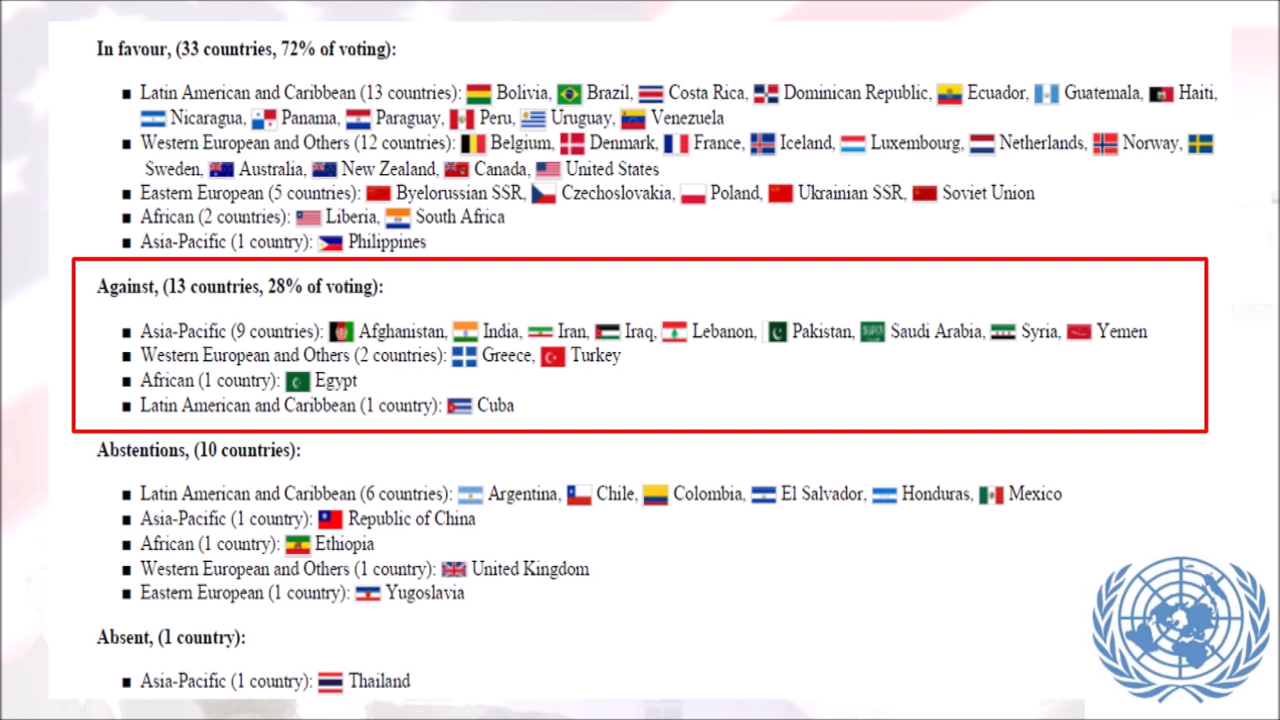 In favour, (33 countries, 72% of voting):
■ Latin American and Caribbean (13 countries): Bolivia, Brazil, Costa Rica, Dominican Republic, Ecuador, Guatemala, Haiti,
Nicaragua, Panama, Paraguay, Peru, Uruguay, Venezuela
■ Western European and Others (12 countries): Belgium, Denmark, France, Iceland, Luxembourg, Netherlands, Norway,
Sweden, Australia, New Zealand, Canada, United States
■ Eastern European (5 countries): Byelorussian SSR, Czechoslovakia, Poland, Ukrainian SSR, Soviet Union
■ African (2 countries): Liberia, South Africa
■ Asia-Pacific (1 country): Philippines
Against, (13 countries, 28% of voting):
■ Asia-Pacific (9 countries): Afghanistan, India, Iran, Iraq, Lebanon, Pakistan, Saudi Arabia, Syria, Yemen
■ Western European and Others (2 countries): Greece, Turkey
■ African (1 country): Egypt
■ Latin American and Caribbean (1 country): Cuba
Abstentions, (10 countries):
■ Latin American and Caribbean (6 countries): Argentina, Chile, Colombia, El Salvador, Honduras, Mexico
■ Asia-Pacific (1 country): Republic of China
■ African (1 country): Ethiopia
■ Western European and Others (1 country): United Kingdom
■ Eastern European (1 country): Yugoslavia
Absent, (1 country):
■ Asia-Pacific (1 country): Thailand